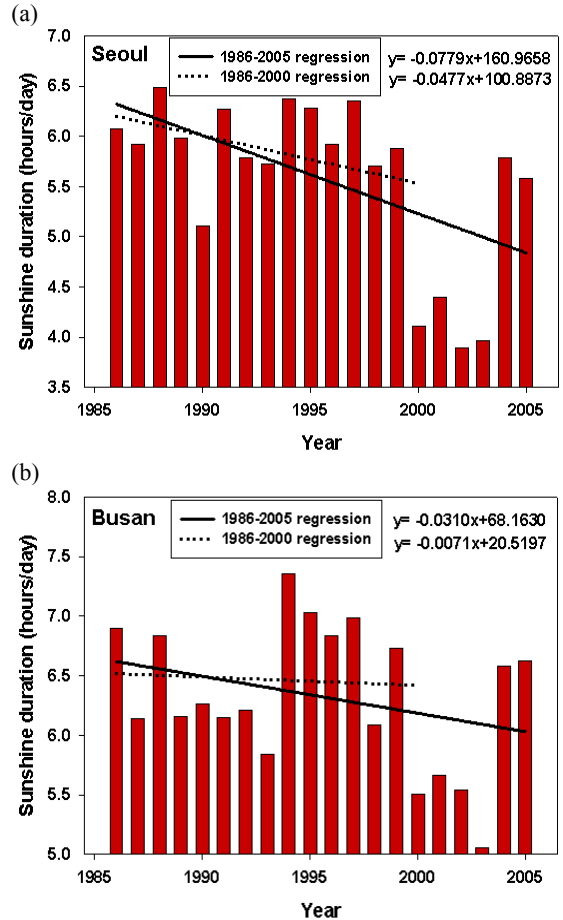 (a)
7.0
Seoul
1986-2005 regression
y= -0.0779x+160.9658
1986-2000 regression
y= -0.0477x+100.8873
6.5
6.0
5.5
5.0
4.5
4.0
3.5
Sunshine duration (hours/day)
1985 1990 1995 2000 2005
Year
(b)
8.0
Busan
1986-2005 regression
y= -0.0310x+68.1630
1986-2000 regression
y= -0.0071x+20.5197
7.5
7.0
6.5
6.0
5.5
5.0
Sunshine duration (hours/day)
1985 1990 1995 2000 2005
Year